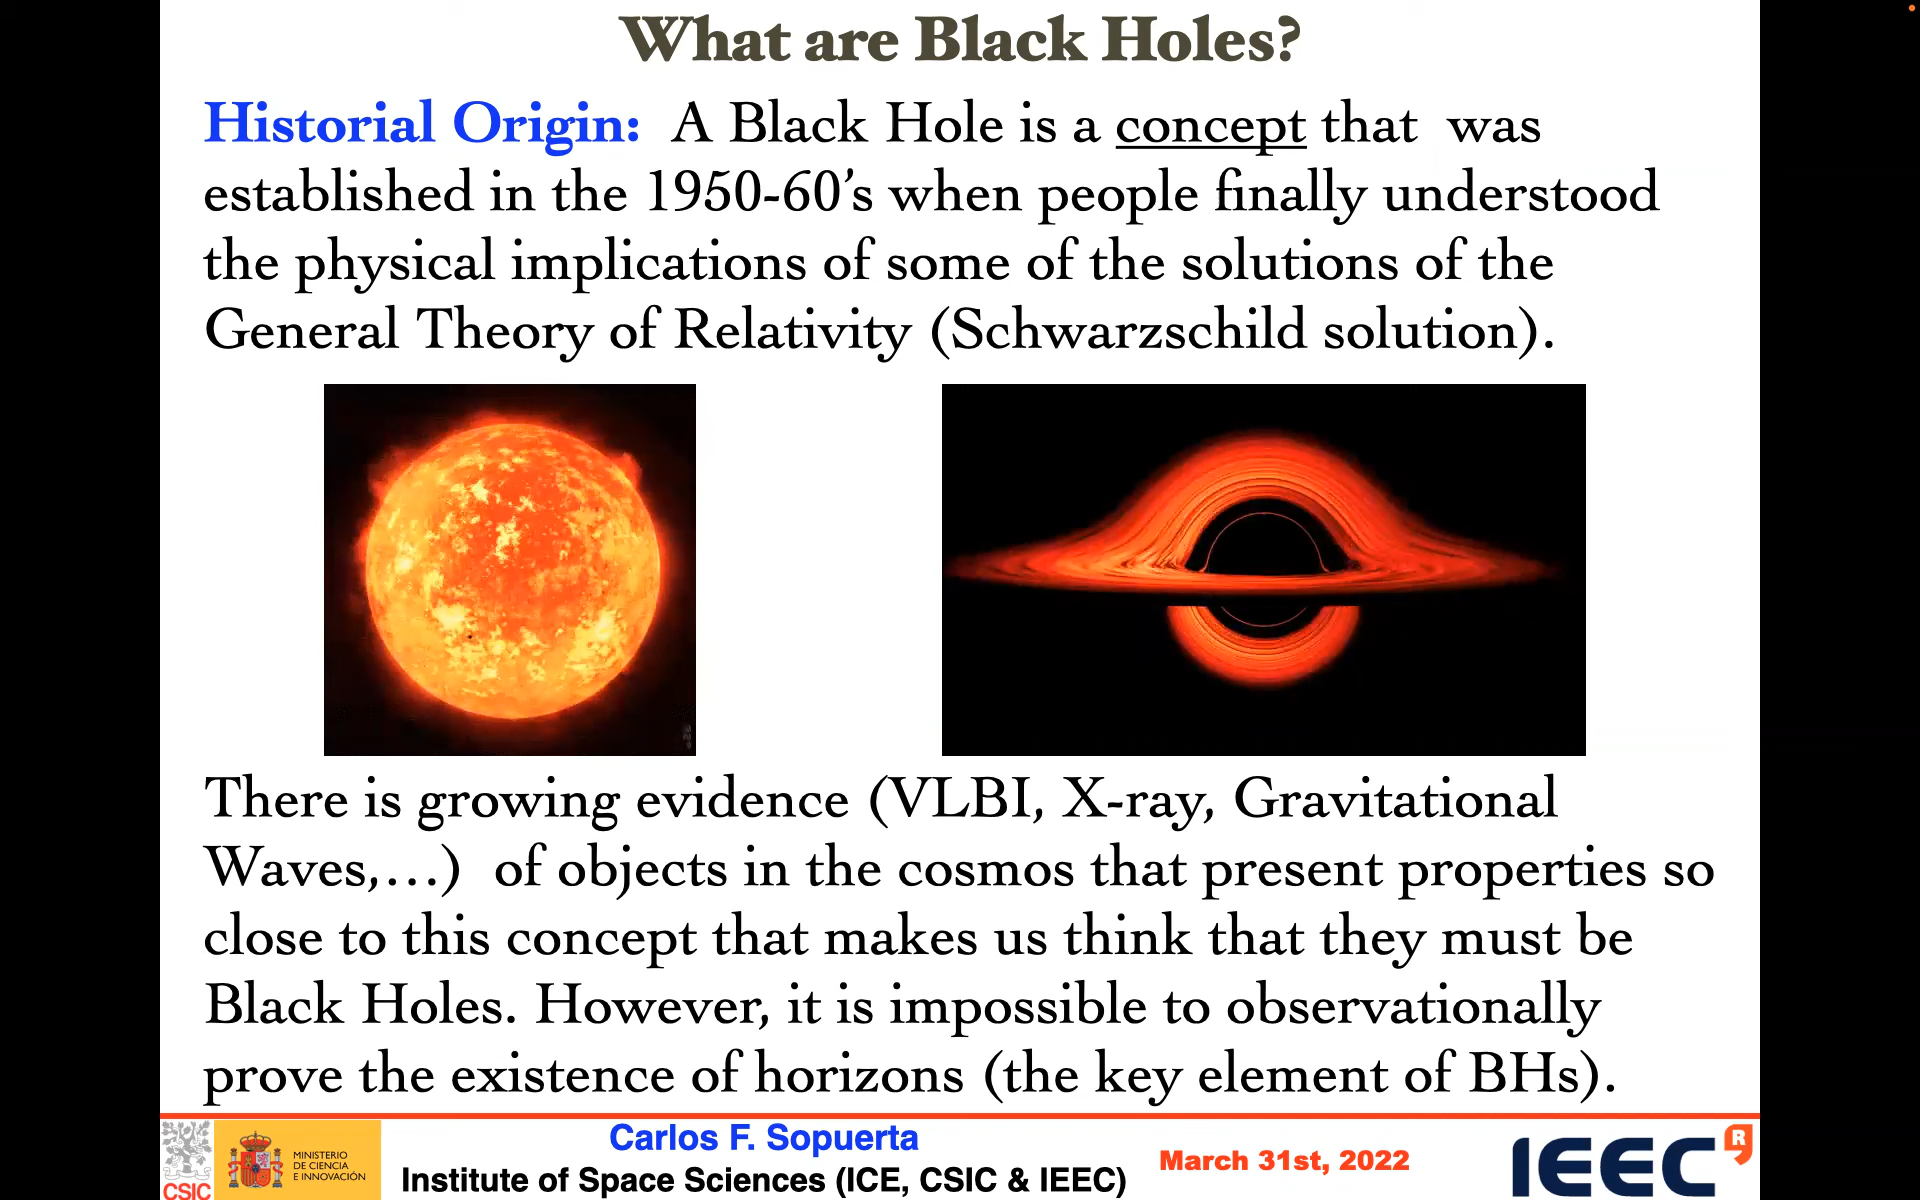 What are Black Holes?
Historial Origin: A Black Hole is a concept that was
established in the 1950-60’s when people finally understood
the physical implications of some of the solutions of the
General Theory of Relativity (Schwarzschild solution).
There is growing evidence (VLBI, X-ray, Gravitational
Waves,…) of objects in the cosmos that present properties so
close to this concept that makes us think that they must be
Black Holes. However, it is impossible to observationally
prove the existence of horizons (the key element of BHs).
CSIC
MINISTERIO
DE CIENCIA
E INNOVACIÓN
Carlos F. Sopuerta
Institute of Space Sciences (ICE, CSIC & IEEC)
March 31st, 2022
IEEC R